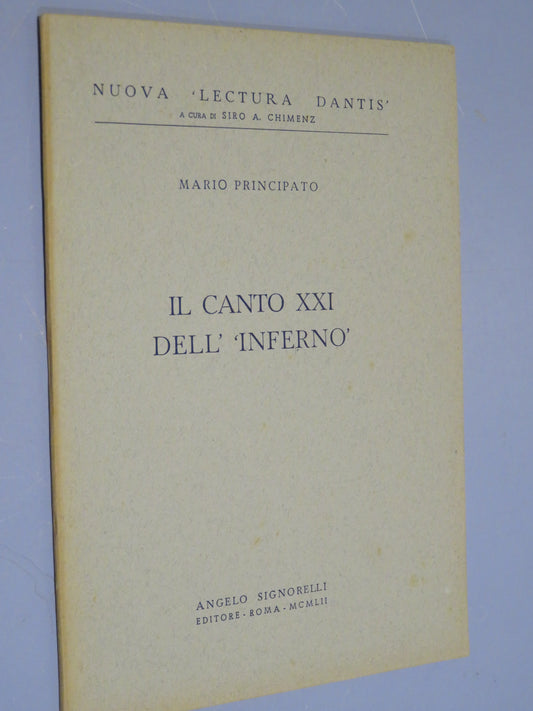 NUOVA ‘LECTURA DANTIS’
A CURA DI SIRO A. CHIMENZ
MARIO PRINCIPATO
IL CANTO XXI
DELL’ ‘INFERNO’
ANGELO SIGNORELLI
EDITORE - ROMA - MCMLII